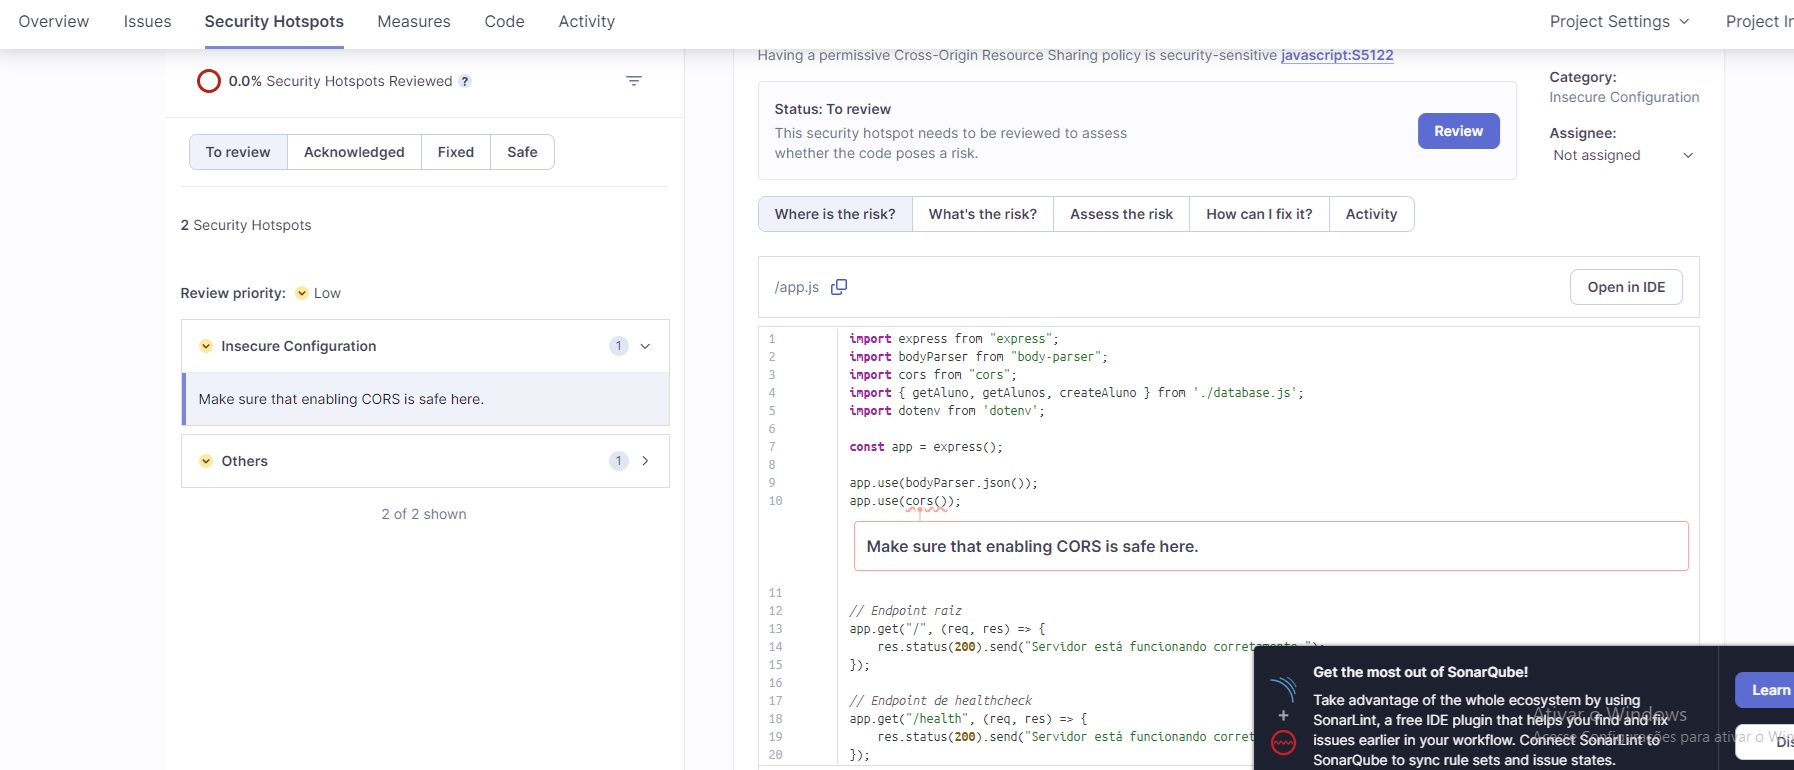 Overview Issues Security Hotspots Measures Code Activity Project Settings Project In
0.0% Security Hotspots Reviewed ?
To review Acknowledged Fixed Safe
2 Security Hotspots
Review priority: Low
Insecure Configuration 1
Make sure that enabling CORS is safe here.
Others 1
2 of 2 shown
Having a permissive Cross-Origin Resource Sharing policy is security-sensitive javascript:S5122
Status: To review
This security hotspot needs to be reviewed to assess
whether the code poses a risk.
Review
Category:
Insecure Configuration
Assignee:
Not assigned
Where is the risk? What's the risk? Assess the risk How can I fix it? Activity
/app.js
Open in IDE
1 import express from "express";
2 import bodyParser from "body-parser";
3 import cors from "cors";
4 import { getAluno, getAlunos, createAluno } from './database.js';
5 import dotenv from 'dotenv';
6
7 const app = express();
8
9 app.use(bodyParser.json());
10 app.use(cors());
Make sure that enabling CORS is safe here.
11
12 // Endpoint raiz
13 app.get("/", (req, res) => {
14 res.status(200).send("Servidor está funcionando corretamente.");
15 });
16
17 // Endpoint de healthcheck
18 app.get("/health", (req, res) => {
19 res.status(200).send("Servidor está funcionando corret
20 });
Get the most out of SonarQube!
Take advantage of the whole ecosystem by using
SonarLint, a free IDE plugin that helps you find and fix
issues earlier in your workflow. Connect SonarLint to
SonarQube to sync rule sets and issue states.
Learn
Dis
Ativar o Windows
Acesse Configurações para ativar o Win